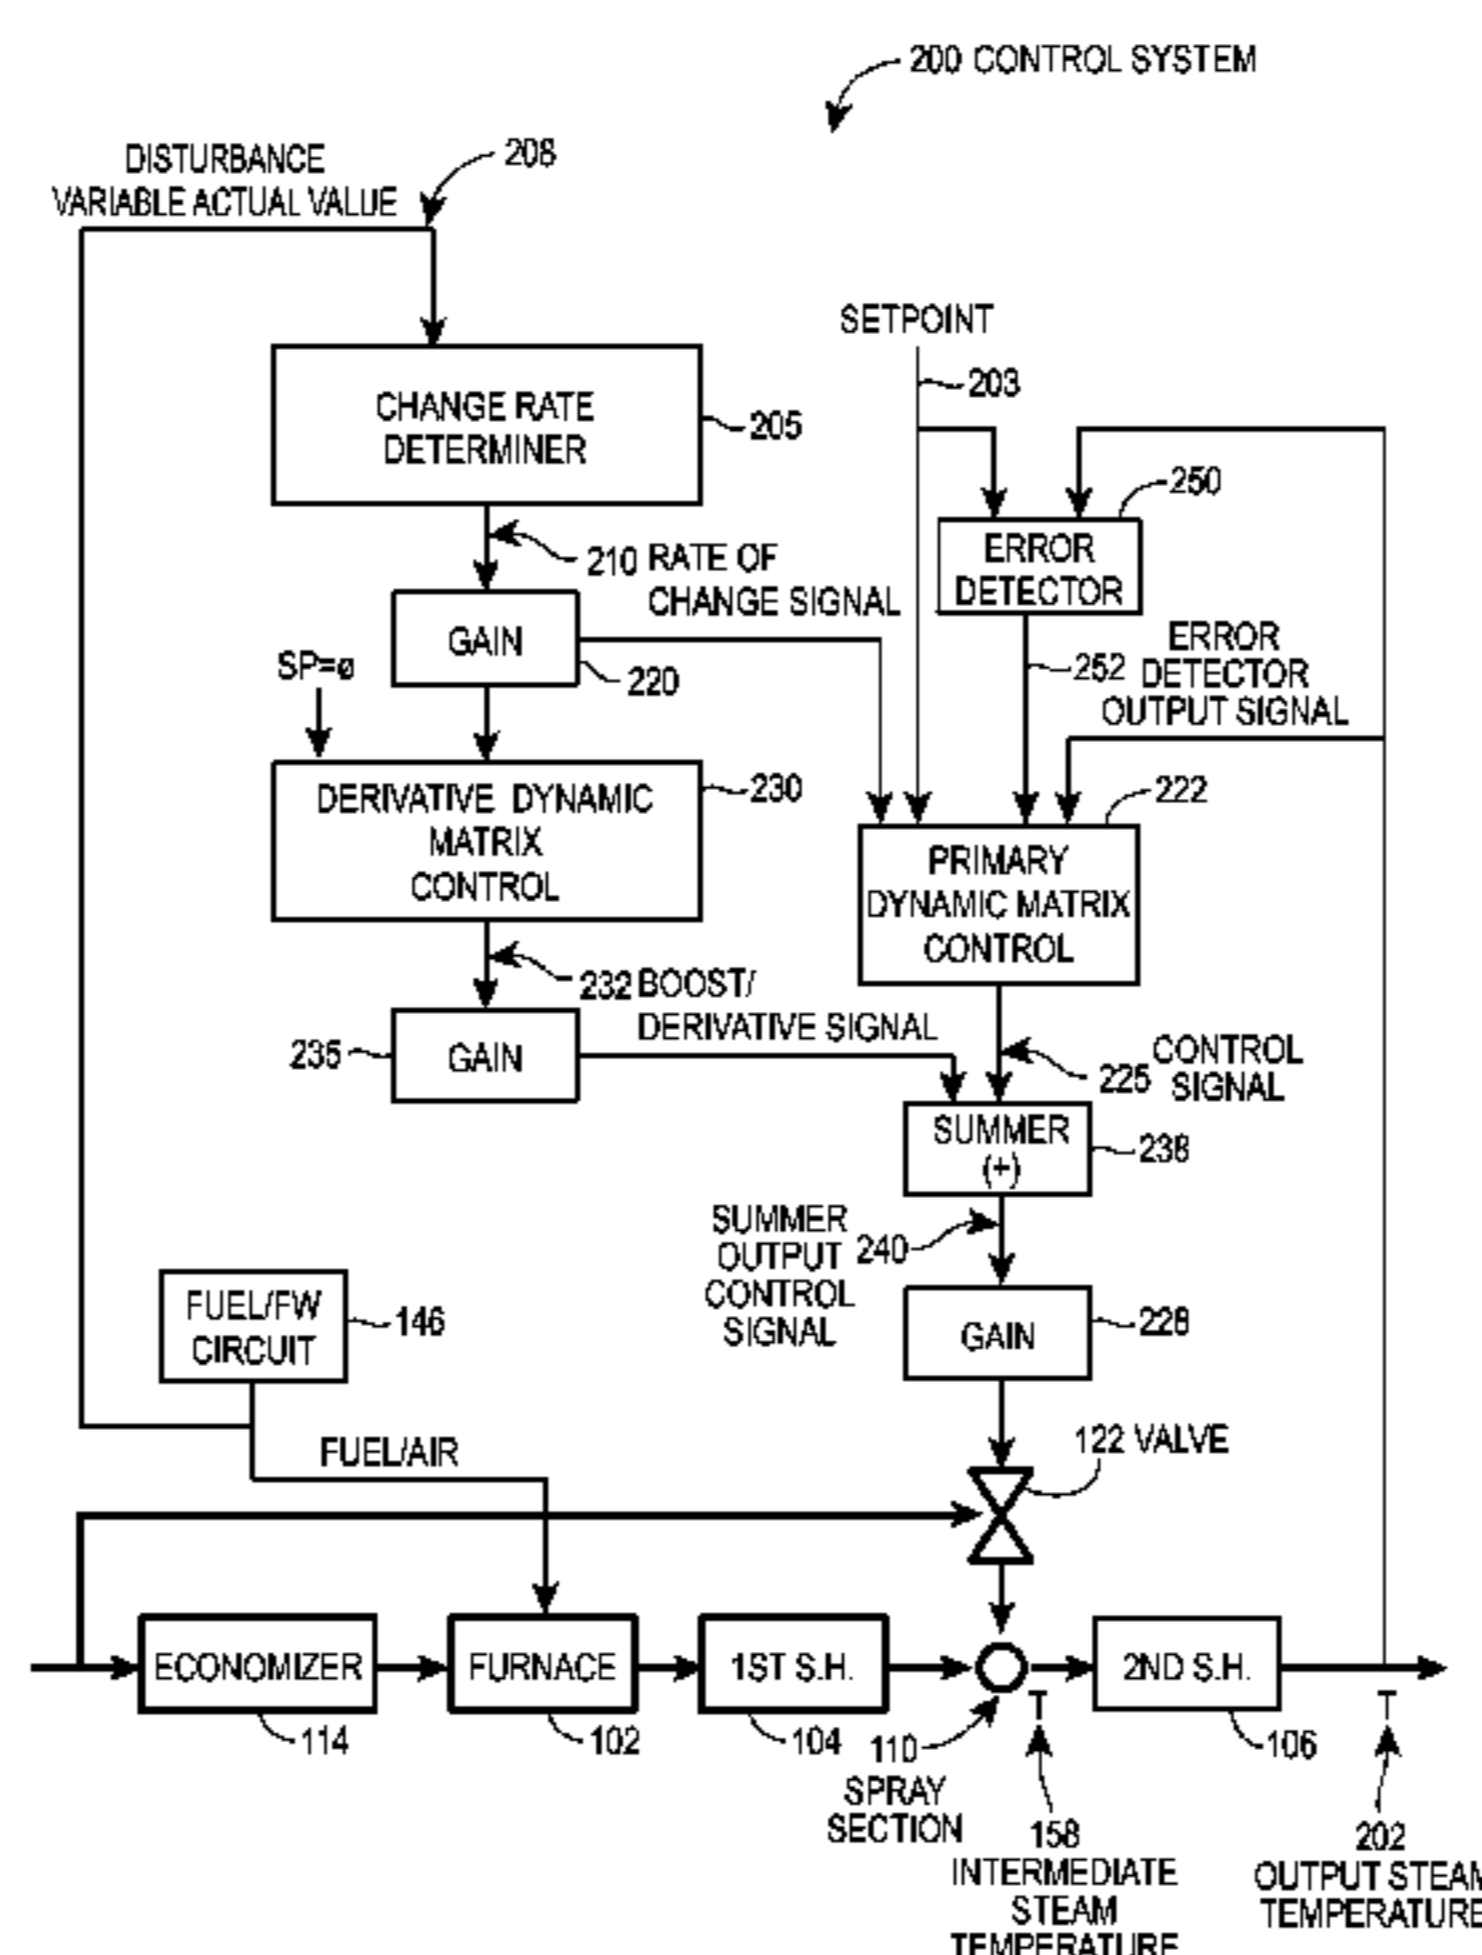 200 CONTROL SYSTEM
DISTURBANCE
VARIABLE ACTUAL VALUE
208
SETPOINT
203
CHANGE RATE
DETERMINER
205
250
ERROR
DETECTOR
210 RATE OF
CHANGE SIGNAL
GAIN
220
SP=ø
252
ERROR
DETECTOR
OUTPUT SIGNAL
DERIVATIVE DYNAMIC
MATRIX
CONTROL
230
222
PRIMARY
DYNAMIC MATRIX
CONTROL
232 BOOST/
DERIVATIVE SIGNAL
235
GAIN
225
CONTROL
SIGNAL
SUMMER
(+)
238
SUMMER
OUTPUT
CONTROL
SIGNAL
240
GAIN
228
FUEL/FW
CIRCUIT
146
FUEL/AIR
122 VALVE
ECONOMIZER
FURNACE
1ST S.H.
2ND S.H.
114
102
104
110
SPRAY
SECTION
106
158
INTERMEDIATE
STEAM
TEMPERATURE
202
OUTPUT STEAM
TEMPERATURE